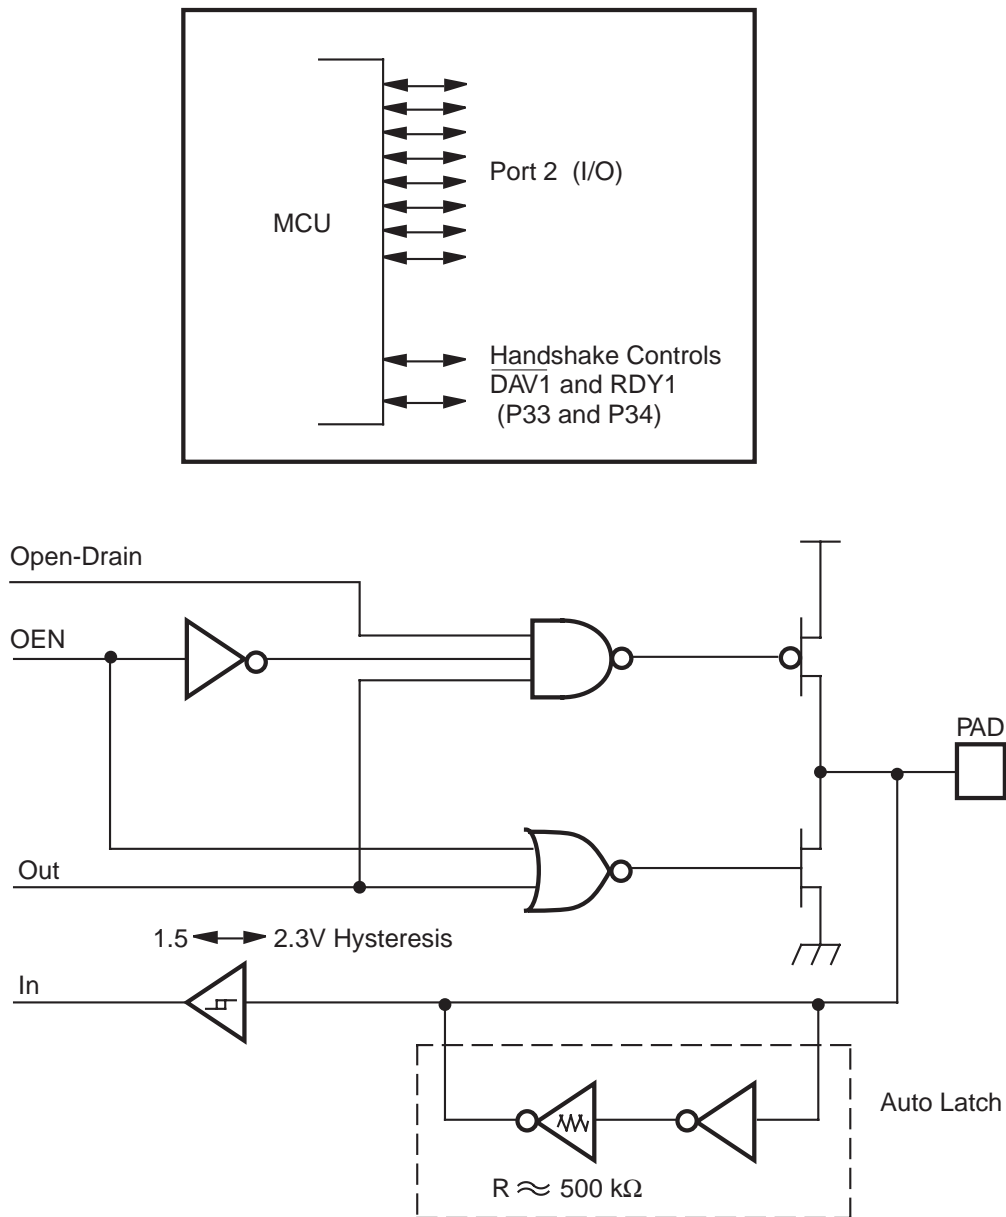 MCU
Port 2 (I/O)
Handshake Controls
D̅A̅V̅1̅ and RDY1
(P33 and P34)
Open-Drain
OEN
PAD
Out
1.5 ↔ 2.3V Hysteresis
In
Auto Latch
R ≈ 500 kΩ